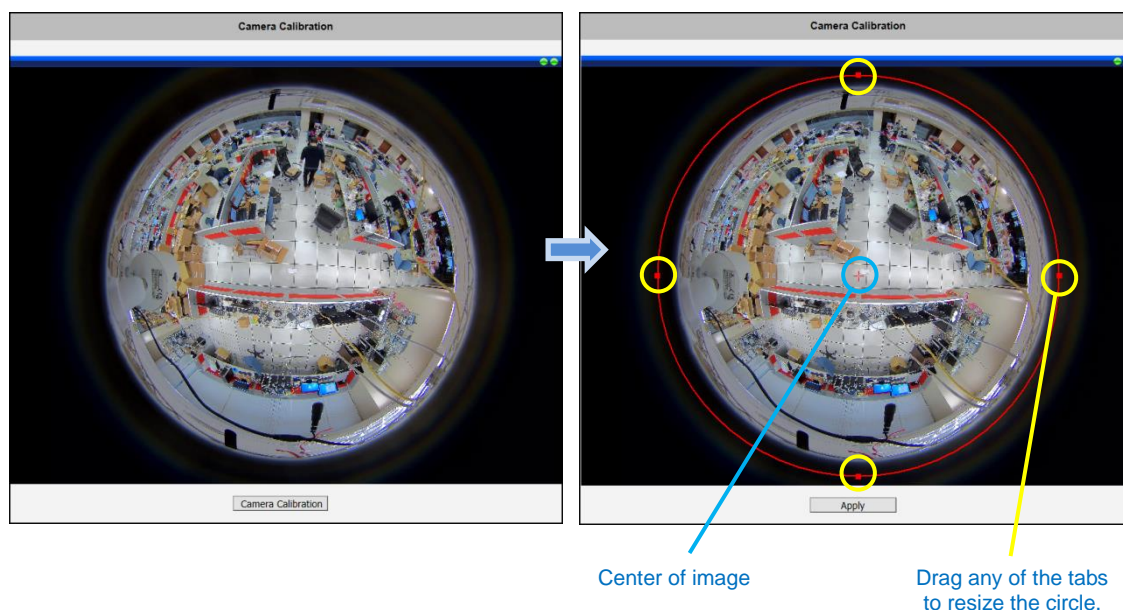 Camera Calibration
Camera Calibration
Camera Calibration
Apply
Center of image
Drag any of the tabs
to resize the circle.